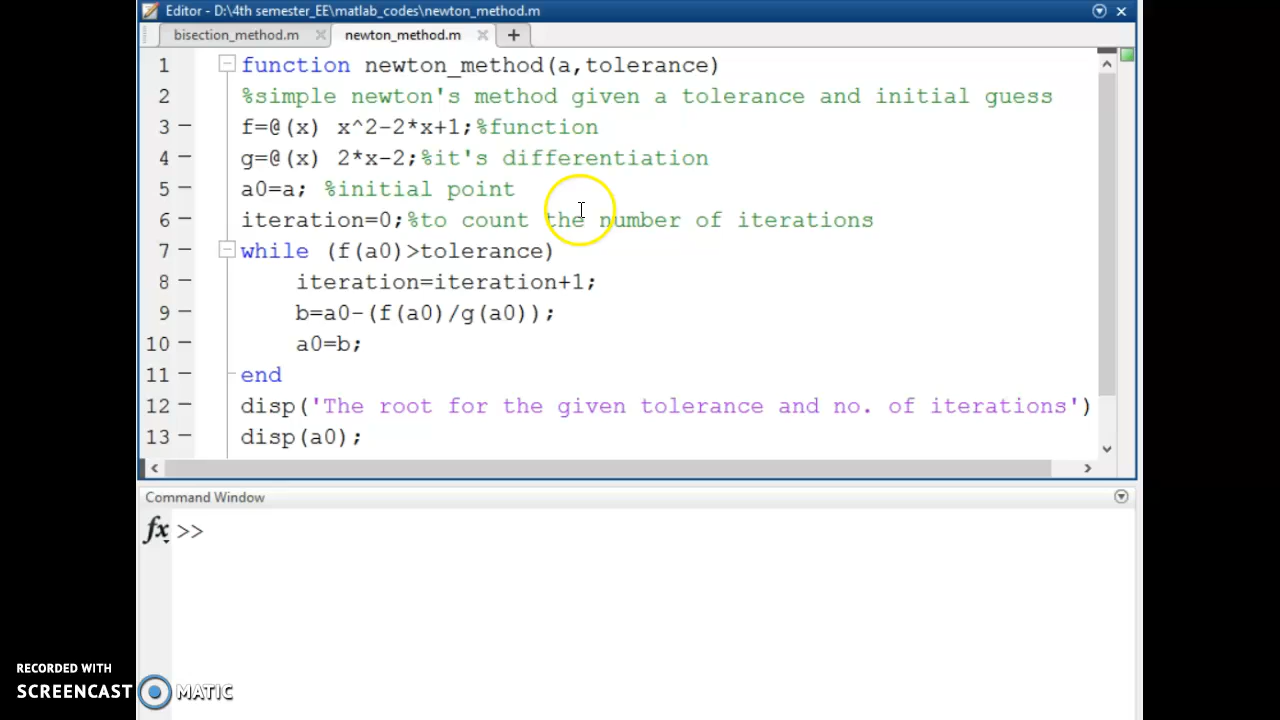 Editor - D:\4th semester_EE\matlab_codes\newton_method.m
bisection_method.m newton_method.m
1 function newton_method(a,tolerance)
2 %simple newton's method given a tolerance and initial guess
3 f=@(x) x^2-2*x+1;%function
4 g=@(x) 2*x-2;%it's differentiation
5 a0=a; %initial point
6 iteration=0;%to count the number of iterations
7 while (f(a0)>tolerance)
8 iteration=iteration+1;
9 b=a0-(f(a0)/g(a0));
10 a0=b;
11 end
12 disp('The root for the given tolerance and no. of iterations')
13 disp(a0);
Command Window
fx >>
RECORDED WITH
SCREENCAST MATIC